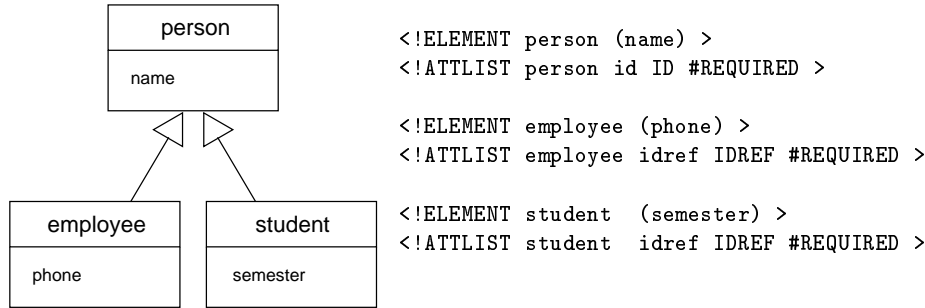 person
name
employee
phone
student
semester
<!ELEMENT person (name) >
<!ATTLIST person id ID #REQUIRED >
<!ELEMENT employee (phone) >
<!ATTLIST employee idref IDREF #REQUIRED >
<!ELEMENT student  (semester) >
<!ATTLIST student  idref IDREF #REQUIRED >